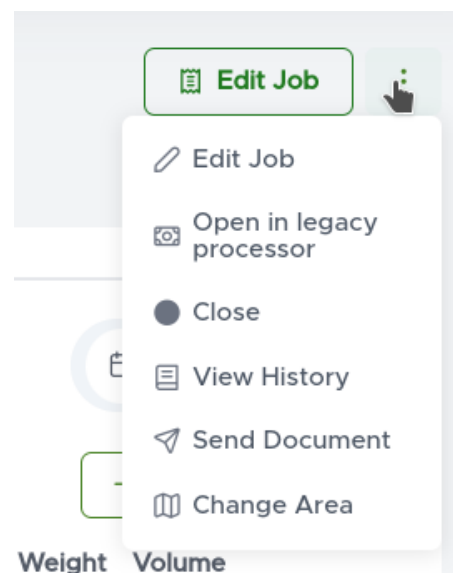 Edit Job
Edit Job
Open in legacy
processor
Close
View History
Send Document
Change Area
Weight Volume